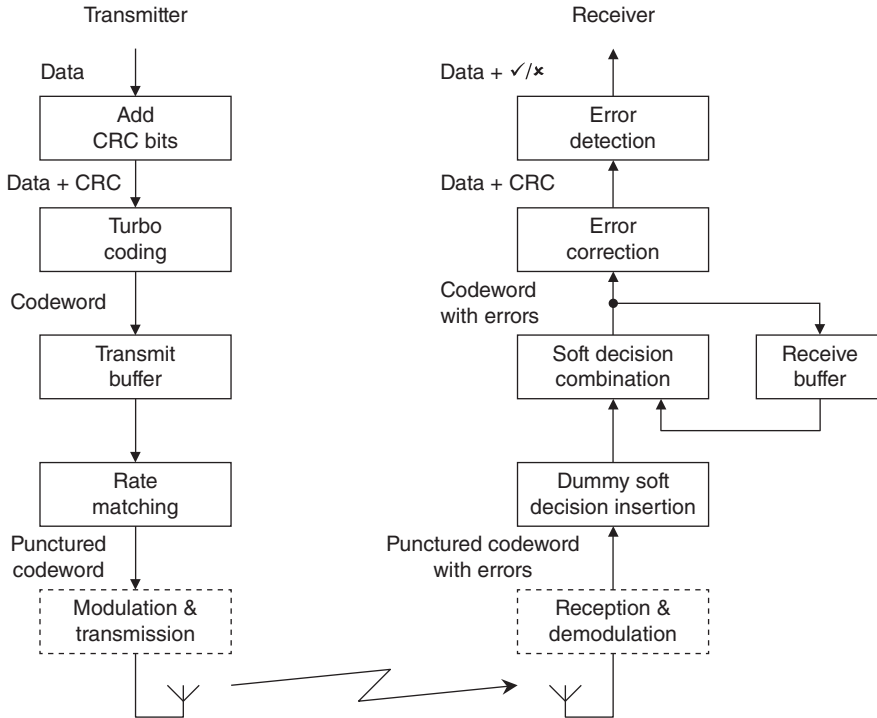 Transmitter
Data
Add
CRC bits
Data + CRC
Turbo
coding
Codeword
Transmit
buffer
Rate
matching
Punctured
codeword
Modulation &
transmission
Receiver
Data + ✓/✗
Error
detection
Data + CRC
Error
correction
Codeword
with errors
Soft decision
combination
Receive
buffer
Dummy soft
decision insertion
Punctured codeword
with errors
Reception &
demodulation